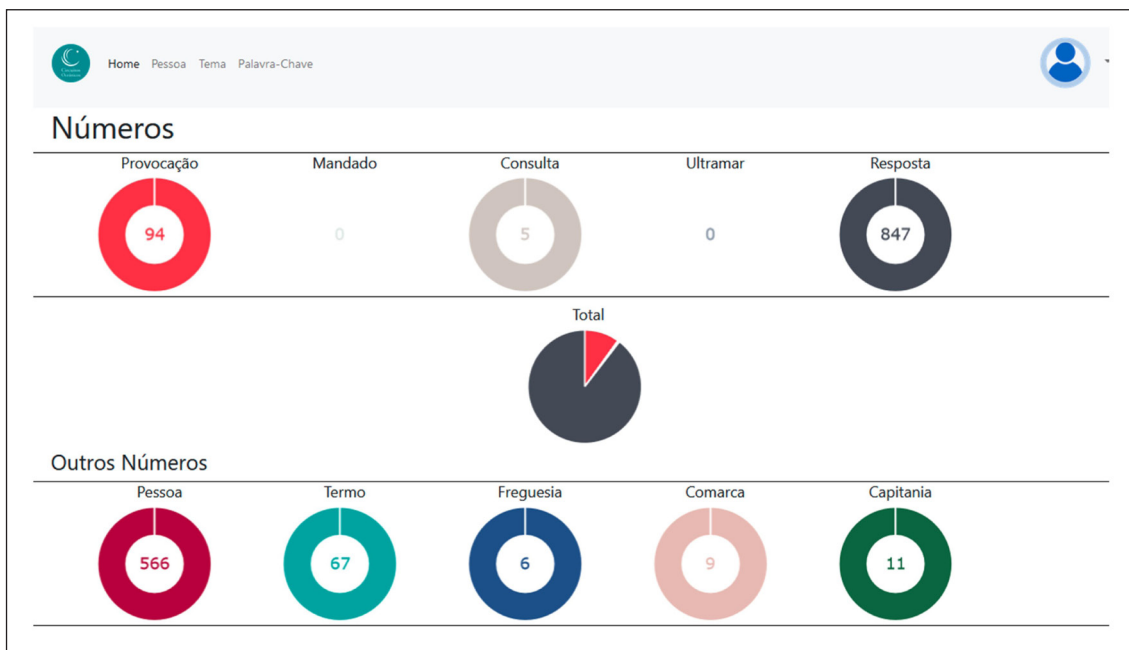 Home Pessoa Tema Palavra-Chave
Números
Provocação Mandado Consulta Ultramar Resposta
94 0 5 0 847
Total
Outros Números
Pessoa Termo Freguesia Comarca Capitania
566 67 6 9 11